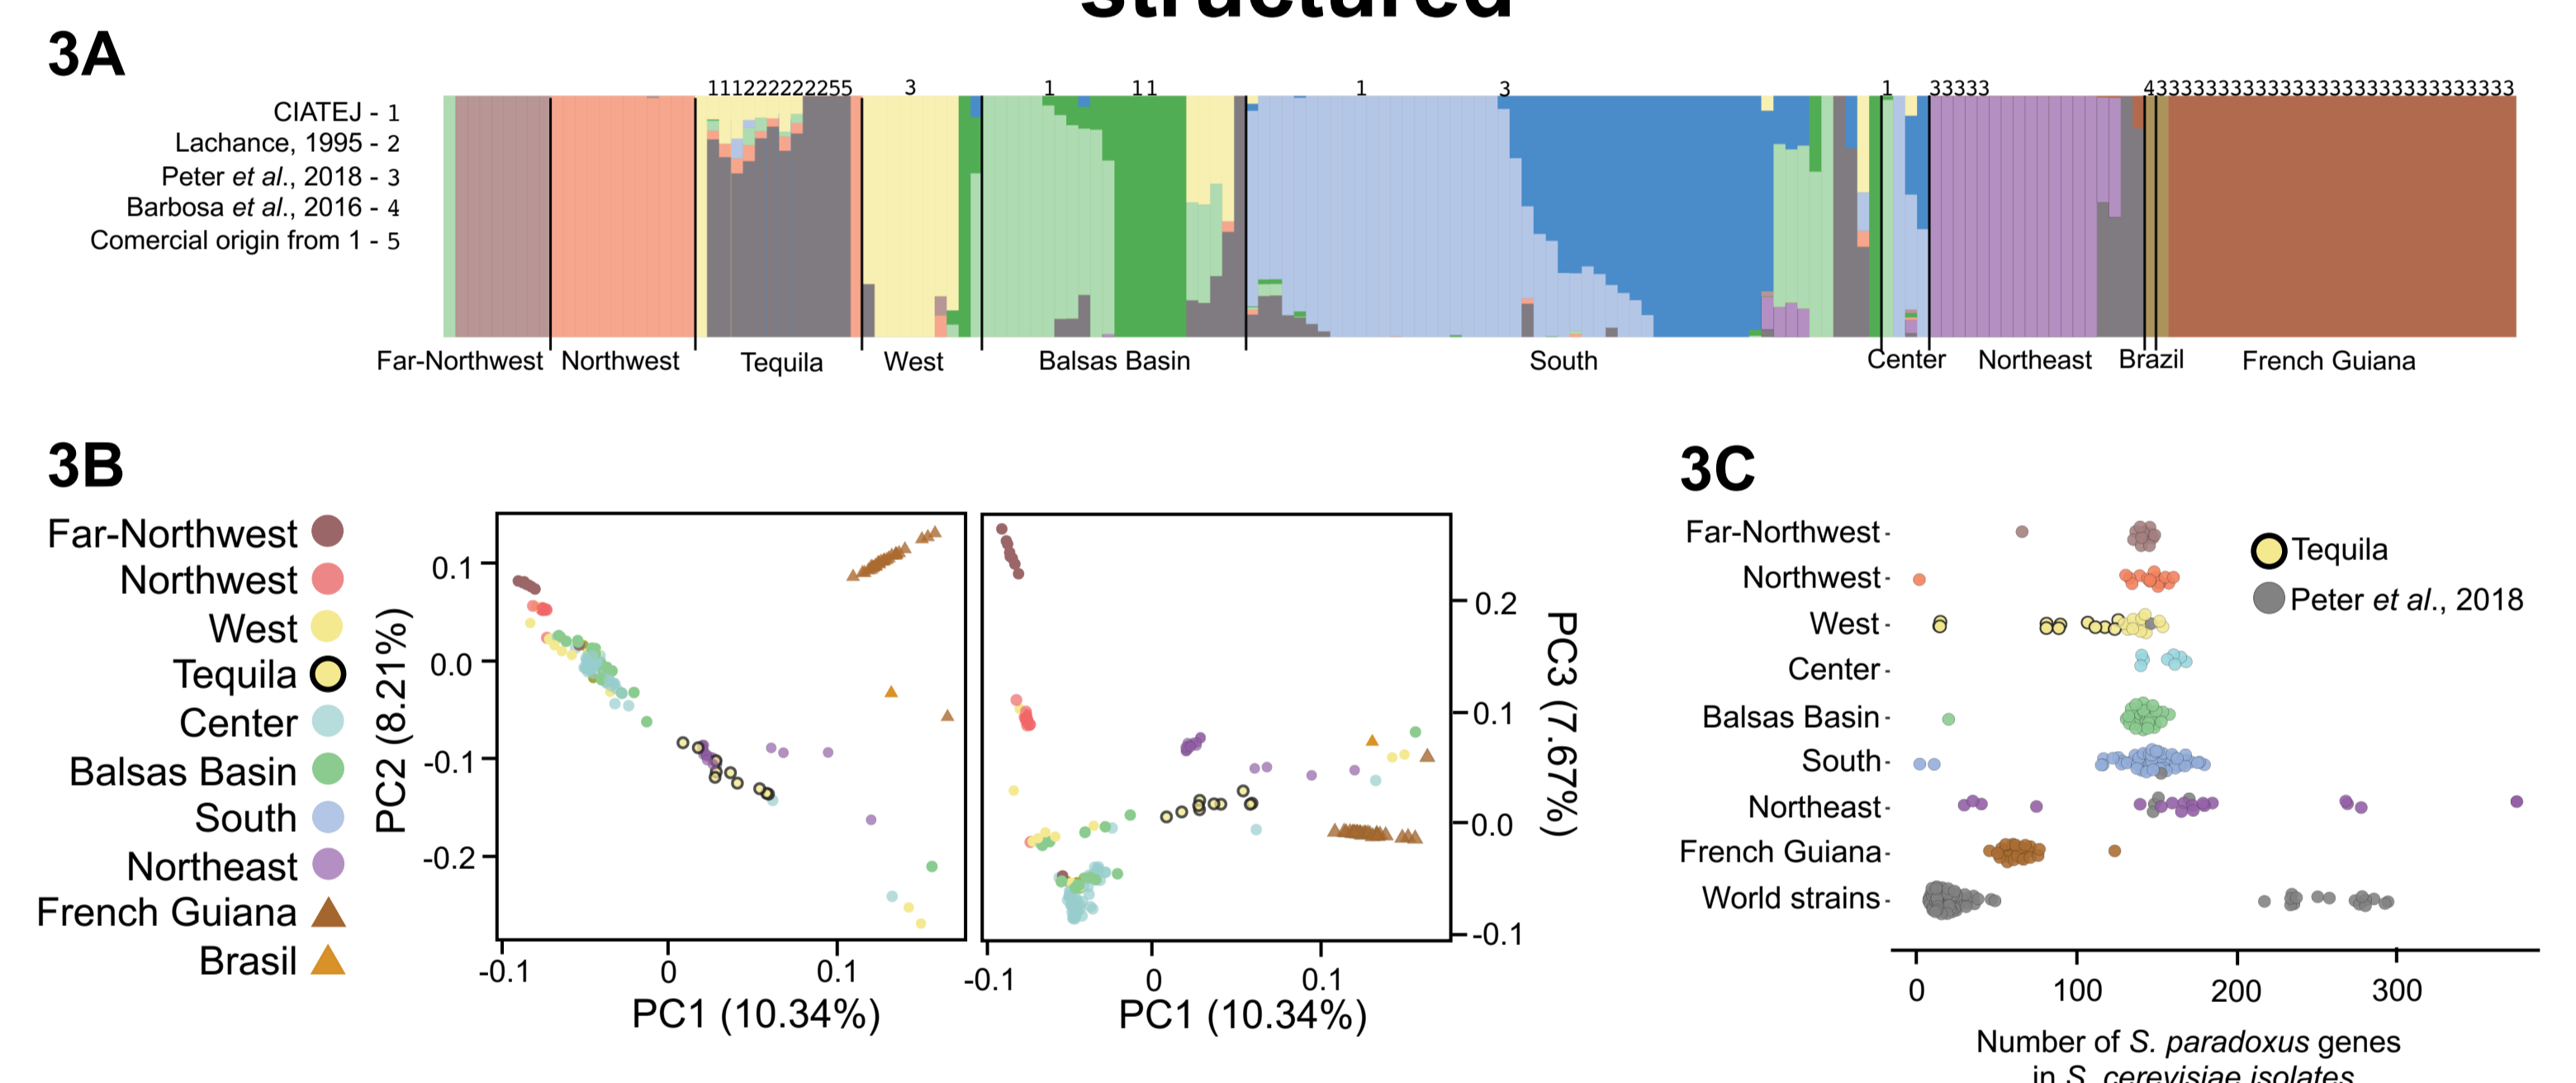 structured
3A
111222222255 3 1 11 1 3 1 33333 4333333333333333333333333333333
CIATEJ - 1
Lachance, 1995 - 2
Peter et al., 2018 - 3
Barbosa et al., 2016 - 4
Comercial origin from 1 - 5
Far-Northwest Northwest Tequila West Balsas Basin South Center Northeast Brazil French Guiana
3B
Far-Northwest
Northwest
West
Tequila
Center
Balsas Basin
South
Northeast
French Guiana
Brasil
PC2 (8.21%)
0.1
0.0
-0.1
-0.2
-0.1 0 0.1
PC1 (10.34%)
0.2
0.1
0.0
-0.1
PC3 (7.67%)
-0.1 0 0.1
PC1 (10.34%)
3C
Far-Northwest
Northwest
West
Center
Balsas Basin
South
Northeast
French Guiana
World strains
Tequila
Peter et al., 2018
0 100 200 300
Number of S. paradoxus genes
in S. cerevisiae isolates